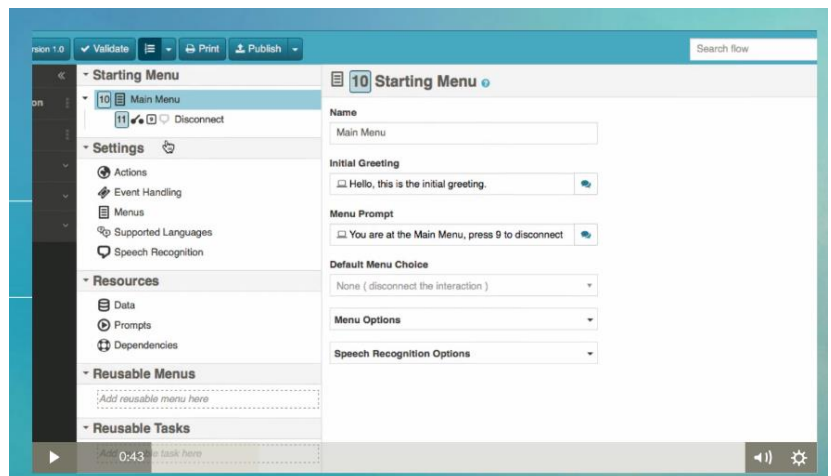 rsion 1.0
Validate
Print
Publish
Search flow
on
Starting Menu
10 Main Menu
11 9 Disconnect
Settings
Actions
Event Handling
Menus
Supported Languages
Speech Recognition
Resources
Data
Prompts
Dependencies
Reusable Menus
Add reusable menu here
Reusable Tasks
task here
10 Starting Menu
Name
Main Menu
Initial Greeting
Hello, this is the initial greeting.
Menu Prompt
You are at the Main Menu, press 9 to disconnect
Default Menu Choice
None ( disconnect the interaction )
Menu Options
Speech Recognition Options
0:43